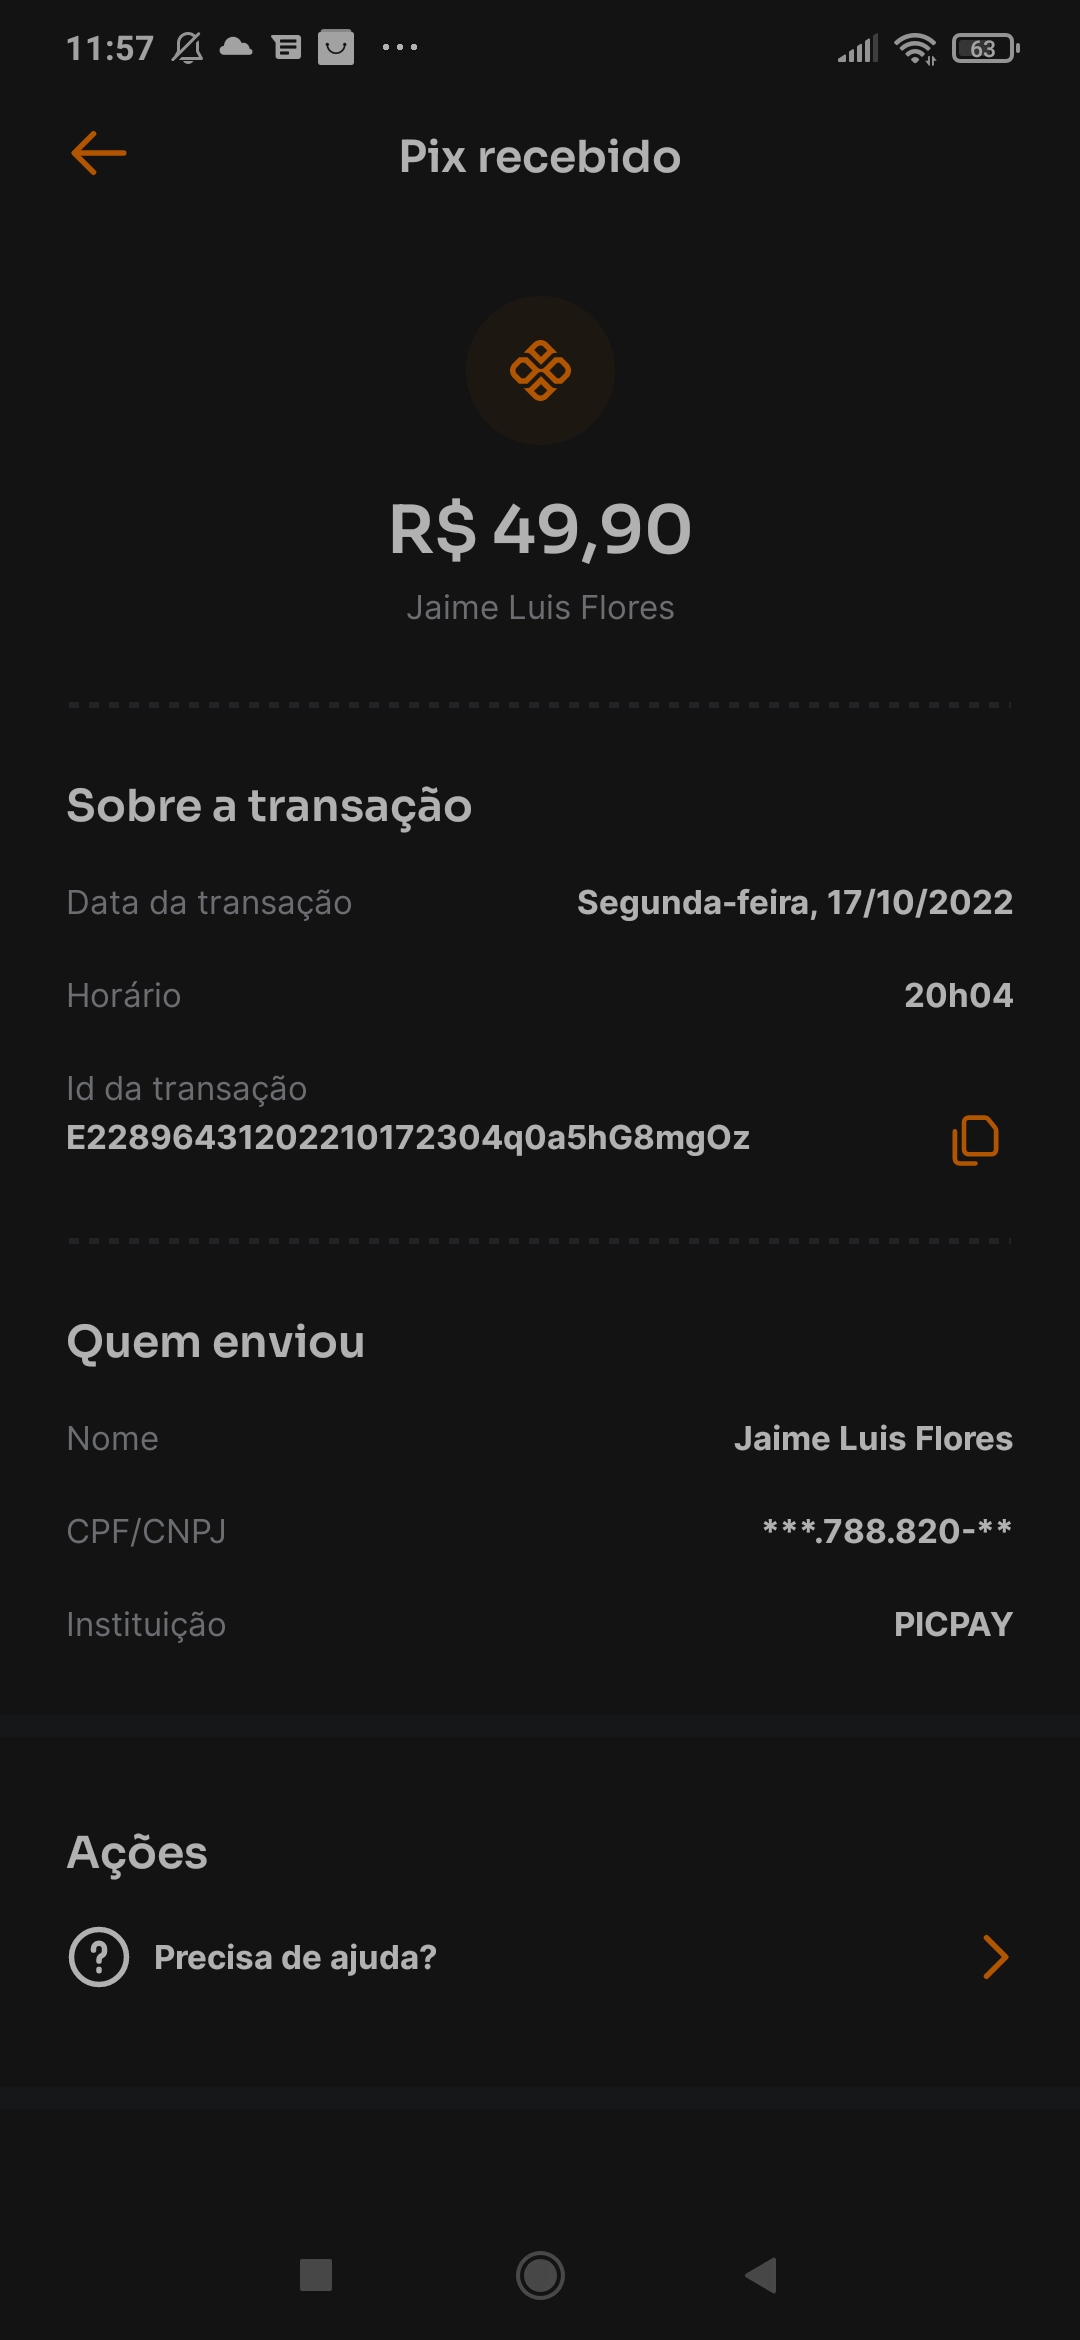 11:57
63
Pix recebido
R$ 49,90
Jaime Luis Flores
Sobre a transação
Data da transação Segunda-feira, 17/10/2022
Horário 20h04
Id da transação
E22896431202210172304q0a5hG8mgOz
Quem enviou
Nome Jaime Luis Flores
CPF/CNPJ ***.788.820-**
Instituição PICPAY
Ações
Precisa de ajuda?